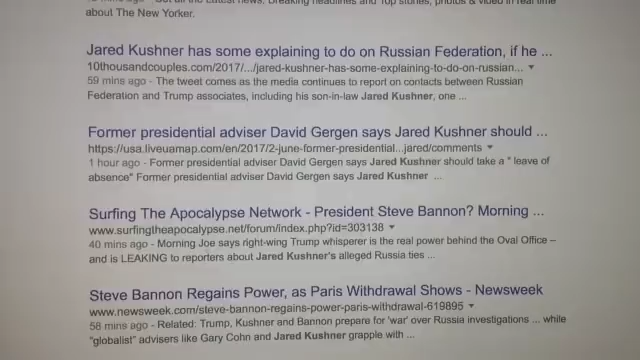 about The New Yorker.
Jared Kushner has some explaining to do on Russian Federation, if he ...
10thousandcouples.com/2017/.../jared-kushner-has-some-explaining-to-do-on-russian...
59 mins ago - The tweet comes as the media continues to report on contacts between Russian
Federation and Trump associates, including his son-in-law Jared Kushner, one ...
Former presidential adviser David Gergen says Jared Kushner should ...
https://usa.liveuamap.com/en/2017/2-june-former-presidential...jared/comments
1 hour ago - Former presidential adviser David Gergen says Jared Kushner should take a " leave of
absence" Former presidential adviser David Gergen says Jared Kushner ...
Surfing The Apocalypse Network - President Steve Bannon? Morning ...
www.surfingtheapocalypse.net/forum/index.php?id=303138
40 mins ago - Morning Joe says right-wing Trump whisperer is the real power behind the Oval Office –
and is LEAKING to reporters about Jared Kushner's alleged Russia ties ...
Steve Bannon Regains Power, as Paris Withdrawal Shows - Newsweek
www.newsweek.com/steve-bannon-regains-power-paris-withdrawal-619895
58 mins ago - Related: Trump, Kushner and Bannon prepare for 'war' over Russia investigations ... while
"globalist" advisers like Gary Cohn and Jared Kushner grapple with ...